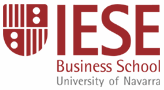 IESE
Business School
University of Navarra